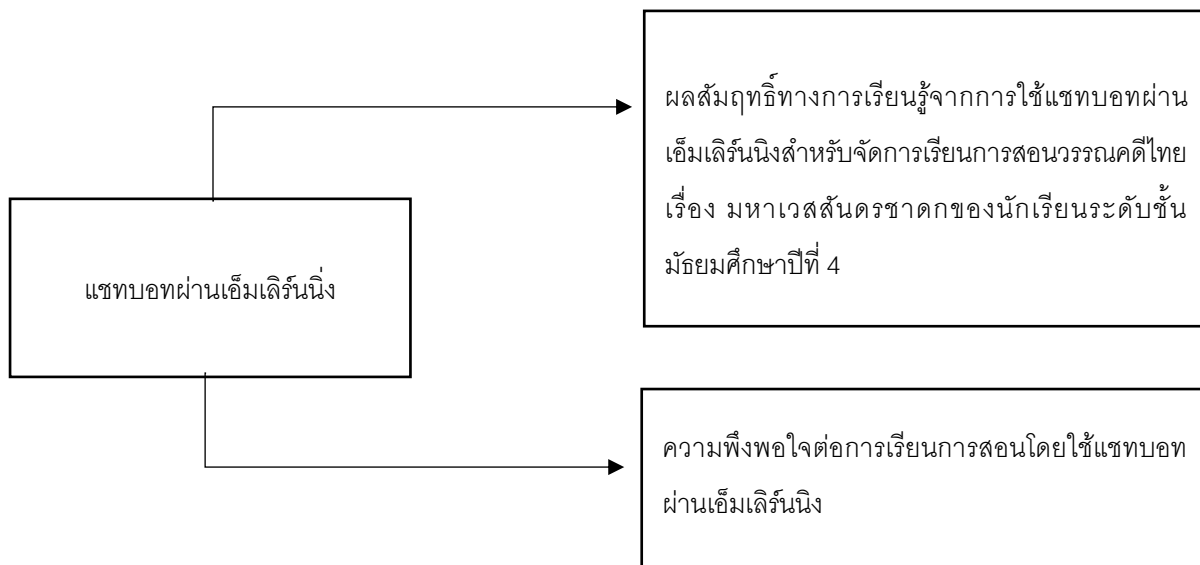 ผลสัมฤทธิ์ทางการเรียนรู้จากการใช้แชทบอทผ่าน
เอ็มเลิร์นนิงสำหรับจัดการเรียนการสอนวรรณคดีไทย
เรื่อง มหาเวสสันดรชาดกของนักเรียนระดับชั้น
มัธยมศึกษาปีที่ 4
แชทบอทผ่านเอ็มเลิร์นนิ่ง
ความพึงพอใจต่อการเรียนการสอนโดยใช้แชทบอท
ผ่านเอ็มเลิร์นนิง